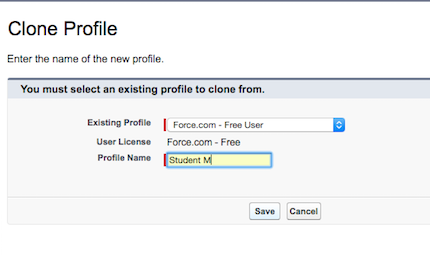 Clone Profile
Enter the name of the new profile.
You must select an existing profile to clone from.
Existing Profile Force.com - Free User
User License Force.com - Free
Profile Name Student M
Save Cancel